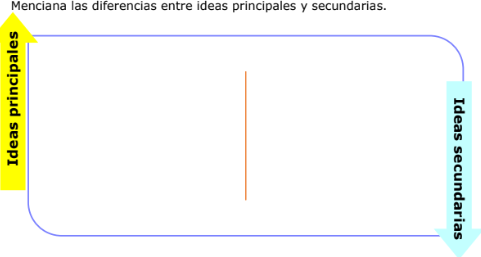 Menciana las diferencias entre ideas principales y secundarias.
Ideas principales
Ideas secundarias